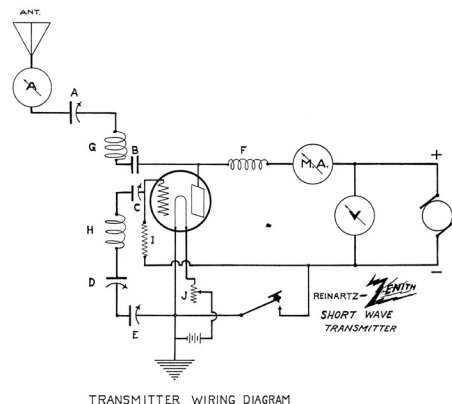 ANT.
A
A
G
B
F
M.A.
+
C
V
H
I
D
J
−
E
REINARTZ-ZENITH
SHORT WAVE
TRANSMITTER
TRANSMITTER WIRING DIAGRAM